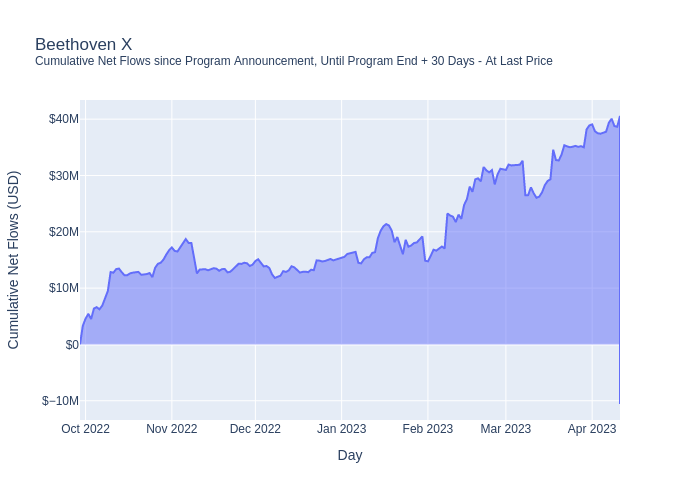 Beethoven X
Cumulative Net Flows since Program Announcement, Until Program End + 30 Days - At Last Price
Cumulative Net Flows (USD)
$40M
$30M
$20M
$10M
$0
$−10M
Oct 2022
Nov 2022
Dec 2022
Jan 2023
Feb 2023
Mar 2023
Apr 2023
Day